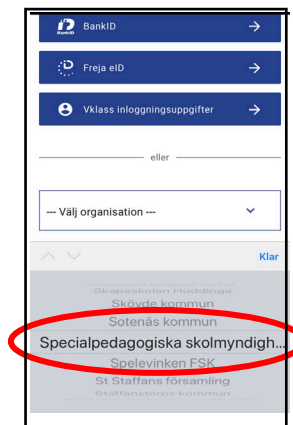 BankID
BankID
Freja eID
Vklass inloggningsuppgifter
eller
--- Välj organisation ---
Klar
Skapaskolan Huddinge
Skövde kommun
Sotenäs kommun
Specialpedagogiska skolmyndigh...
Spelevinken FSK
St Staffans församling
Staffanstorps kommun